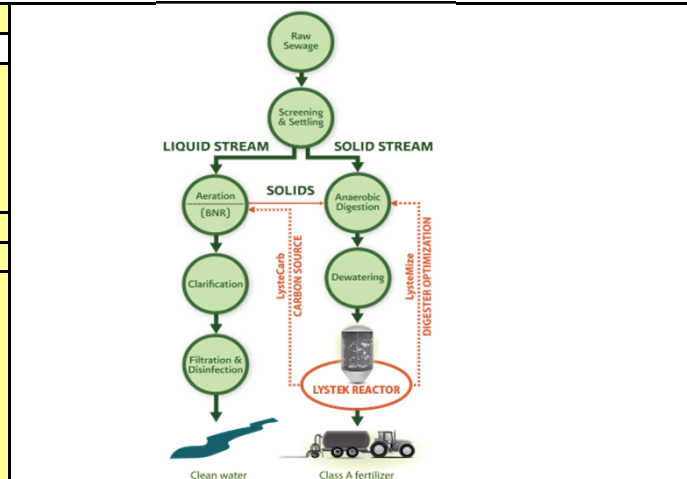 Raw
Sewage
Screening
& Settling
LIQUID STREAM
SOLID STREAM
Aeration
(BNR)
SOLIDS
Anaerobic
Digestion
LysteCarb
CARBON SOURCE
LysteMize
DIGESTER OPTIMIZATION
Clarification
Dewatering
Filtration &
Disinfection
LYSTEK REACTOR
Clean water
Class A fertilizer